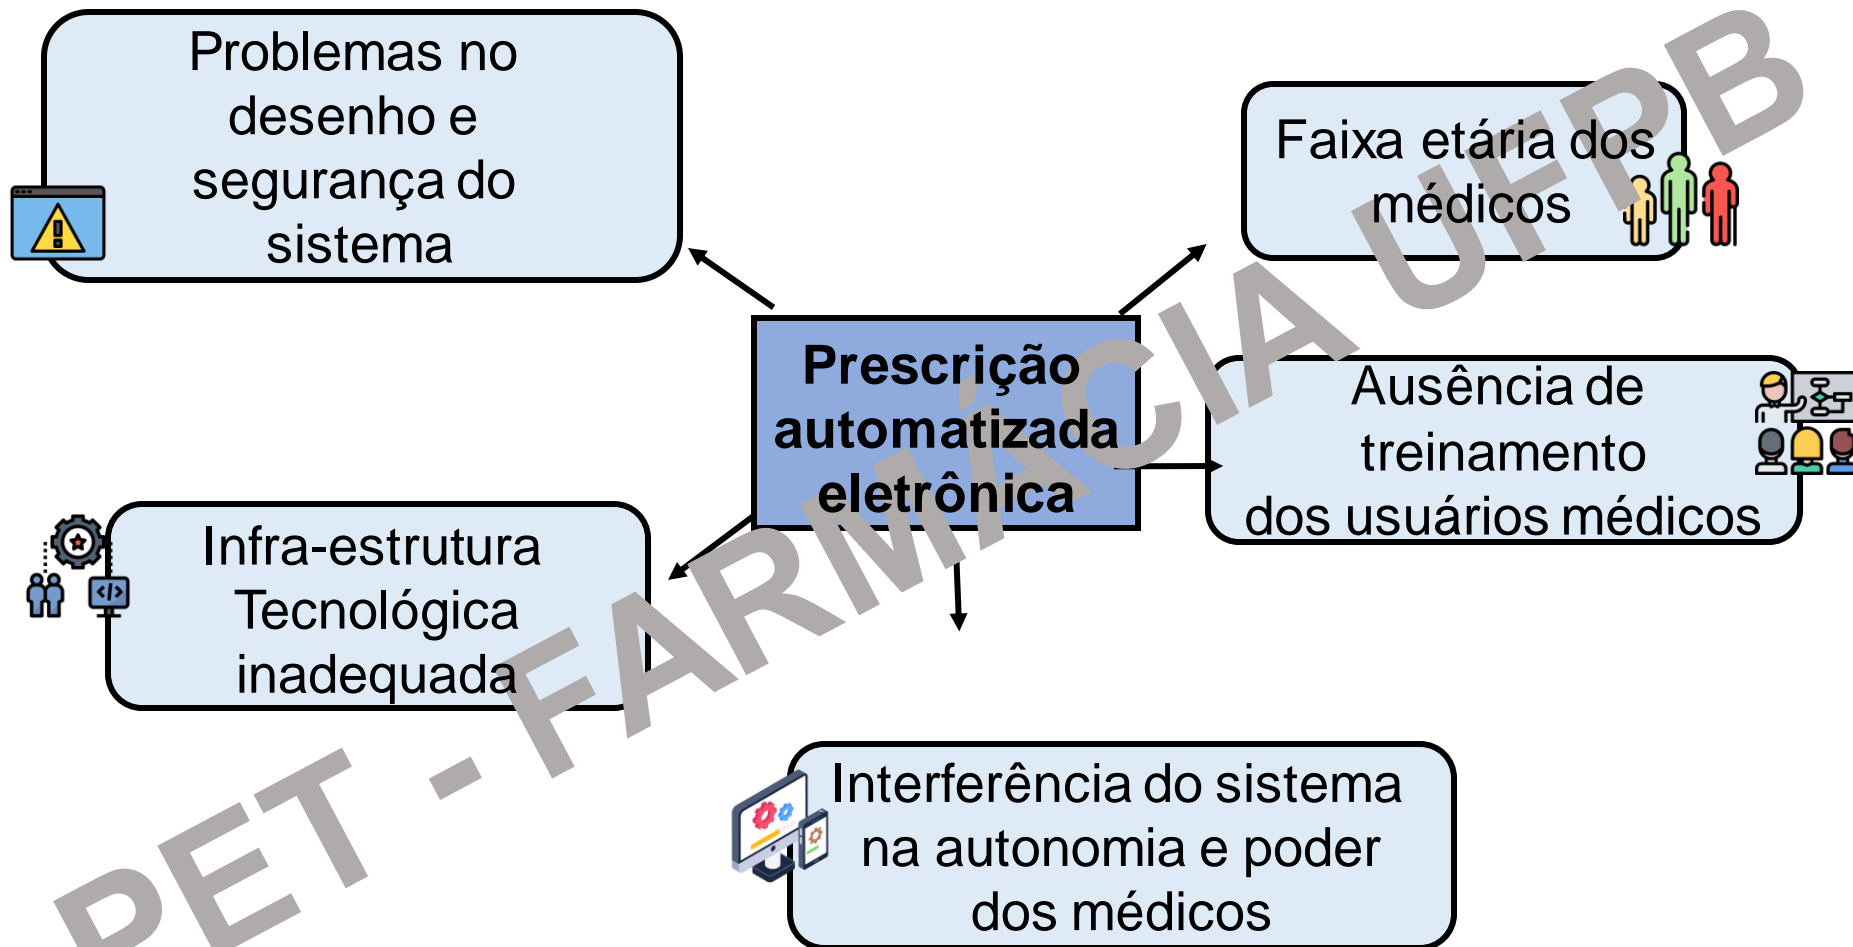 Problemas no
desenho e
segurança do
sistema
Faixa etária dos
médicos
Prescrição
automatizada
eletrônica
Ausência de
treinamento
dos usuários médicos
Infra-estrutura
Tecnológica
inadequada
Interferência do sistema
na autonomia e poder
dos médicos
PET - FARMÁCIA UFPB